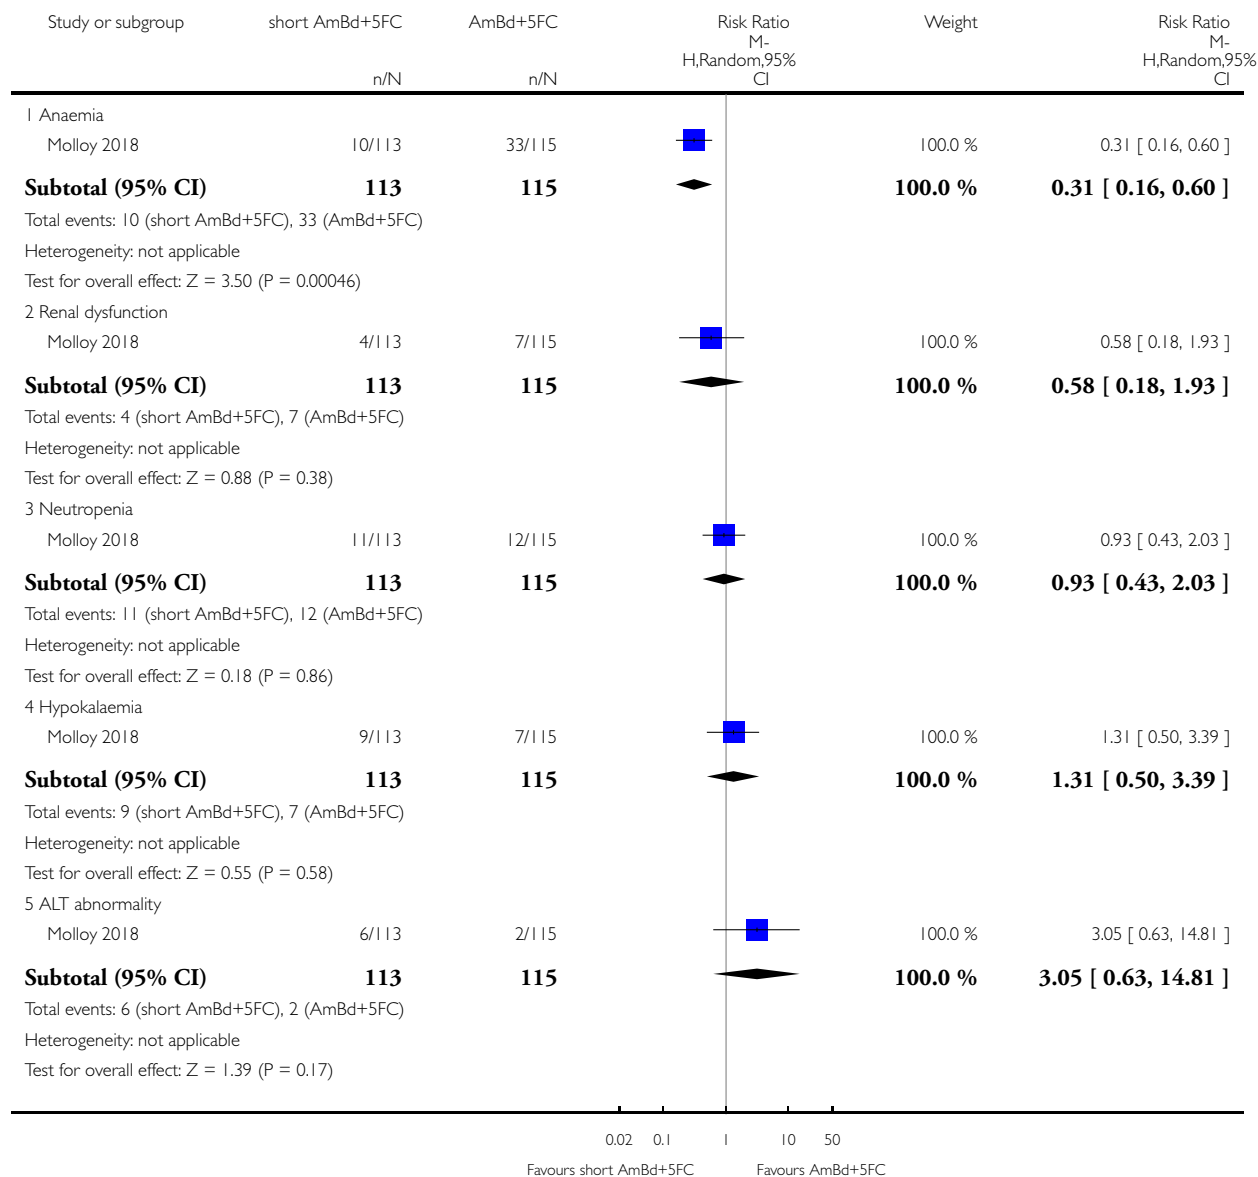 Study or subgroup short AmBd+5FC AmBd+5FC Risk Ratio Weight Risk Ratio
M- M-
H,Random,95% H,Random,95%
n/N n/N CI CI
1 Anaemia
Molloy 2018 10/113 33/115 100.0 % 0.31 [ 0.16, 0.60 ]
Subtotal (95% CI) 113 115 100.0 % 0.31 [ 0.16, 0.60 ]
Total events: 10 (short AmBd+5FC), 33 (AmBd+5FC)
Heterogeneity: not applicable
Test for overall effect: Z = 3.50 (P = 0.00046)
2 Renal dysfunction
Molloy 2018 4/113 7/115 100.0 % 0.58 [ 0.18, 1.93 ]
Subtotal (95% CI) 113 115 100.0 % 0.58 [ 0.18, 1.93 ]
Total events: 4 (short AmBd+5FC), 7 (AmBd+5FC)
Heterogeneity: not applicable
Test for overall effect: Z = 0.88 (P = 0.38)
3 Neutropenia
Molloy 2018 11/113 12/115 100.0 % 0.93 [ 0.43, 2.03 ]
Subtotal (95% CI) 113 115 100.0 % 0.93 [ 0.43, 2.03 ]
Total events: 11 (short AmBd+5FC), 12 (AmBd+5FC)
Heterogeneity: not applicable
Test for overall effect: Z = 0.18 (P = 0.86)
4 Hypokalaemia
Molloy 2018 9/113 7/115 100.0 % 1.31 [ 0.50, 3.39 ]
Subtotal (95% CI) 113 115 100.0 % 1.31 [ 0.50, 3.39 ]
Total events: 9 (short AmBd+5FC), 7 (AmBd+5FC)
Heterogeneity: not applicable
Test for overall effect: Z = 0.55 (P = 0.58)
5 ALT abnormality
Molloy 2018 6/113 2/115 100.0 % 3.05 [ 0.63, 14.81 ]
Subtotal (95% CI) 113 115 100.0 % 3.05 [ 0.63, 14.81 ]
Total events: 6 (short AmBd+5FC), 2 (AmBd+5FC)
Heterogeneity: not applicable
Test for overall effect: Z = 1.39 (P = 0.17)
0.02 0.1 1 10 50
Favours short AmBd+5FC Favours AmBd+5FC